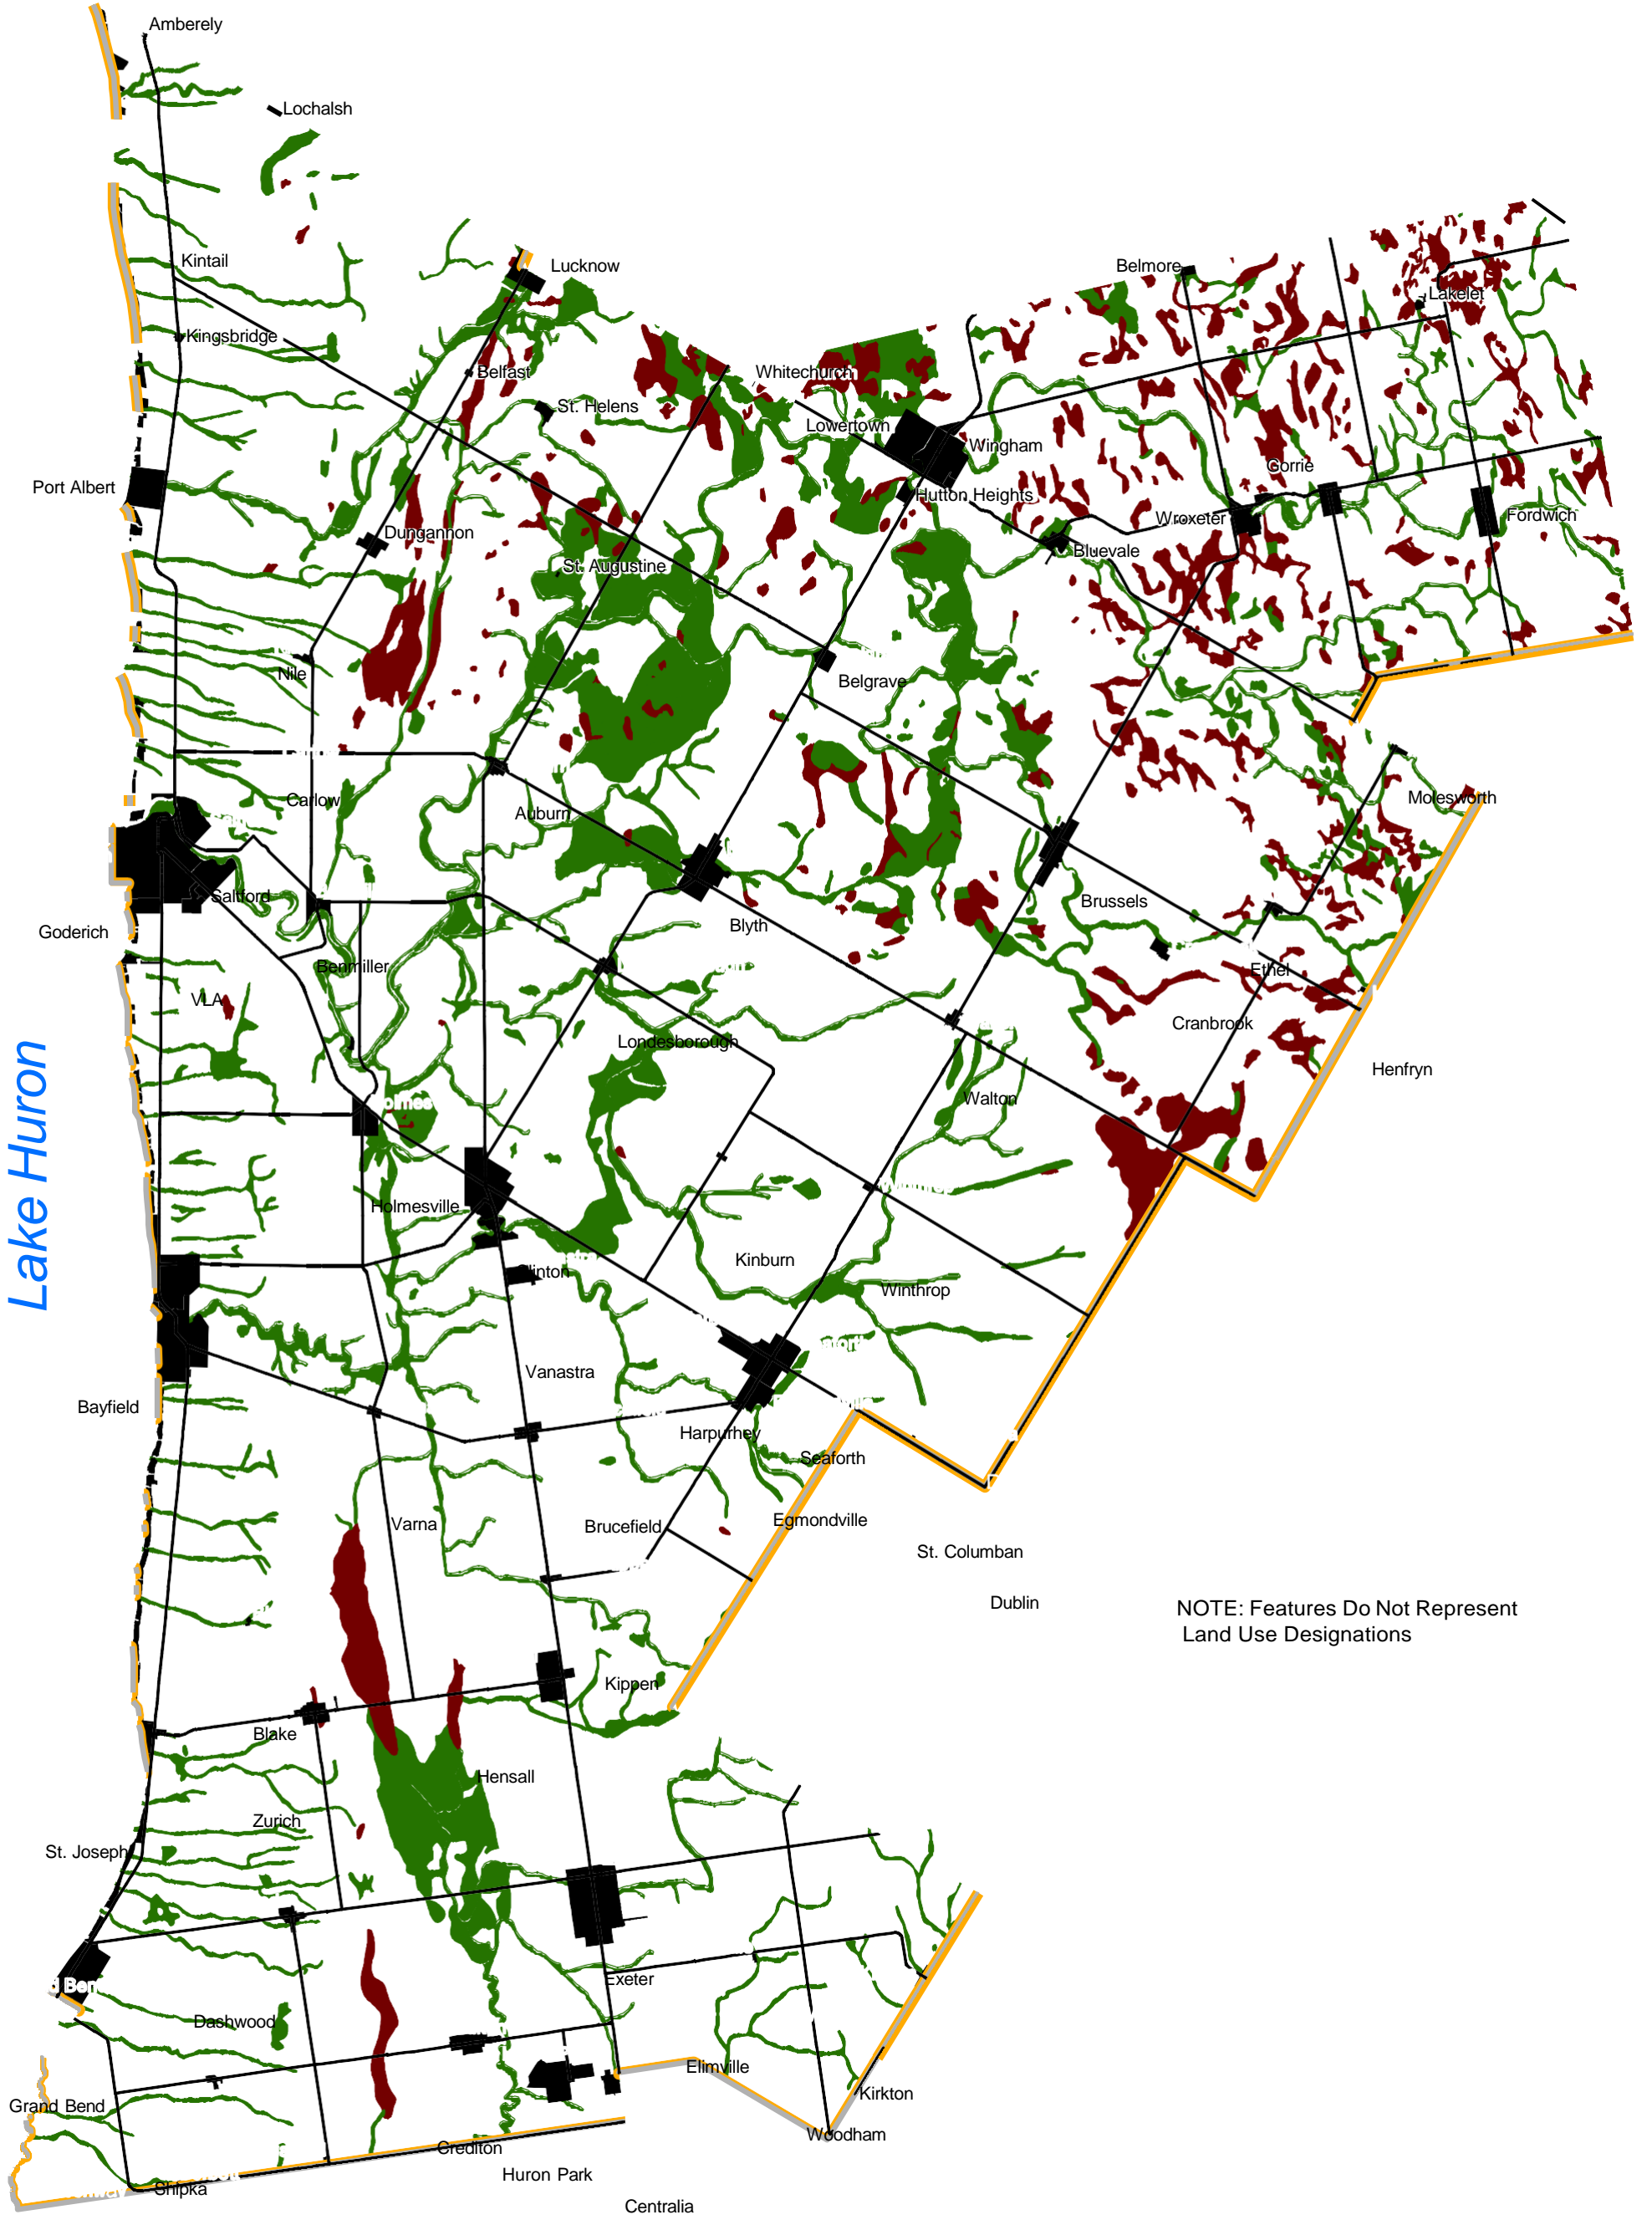 Amberely
Lochalsh
Kintail
Lucknow
Belmore
Lakelet
Kingsbridge
Belfast
Whitechurch
St. Helens
Lowertown
Wingham
Gorrie
Port Albert
Hutton Heights
Wroxeter
Fordwich
Dungannon
Bluevale
St. Augustine
Nile
Belgrave
Carlow
Molesworth
Auburn
Saltford
Brussels
Blyth
Goderich
Benmiller
Ethel
VLA
Cranbrook
Londesborough
Henfryn
Lake Huron
Walton
Holmesville
Kinburn
Clinton
Winthrop
Vanastra
Bayfield
Harpurhey
Seaforth
Varna
Brucefield
Egmondville
St. Columban
Dublin
NOTE: Features Do Not Represent
Land Use Designations
Kippen
Blake
Hensall
Zurich
St. Joseph
Exeter
Dashwood
Elimville
Kirkton
Grand Bend
Woodham
Crediton
Huron Park
Shipka
Centralia